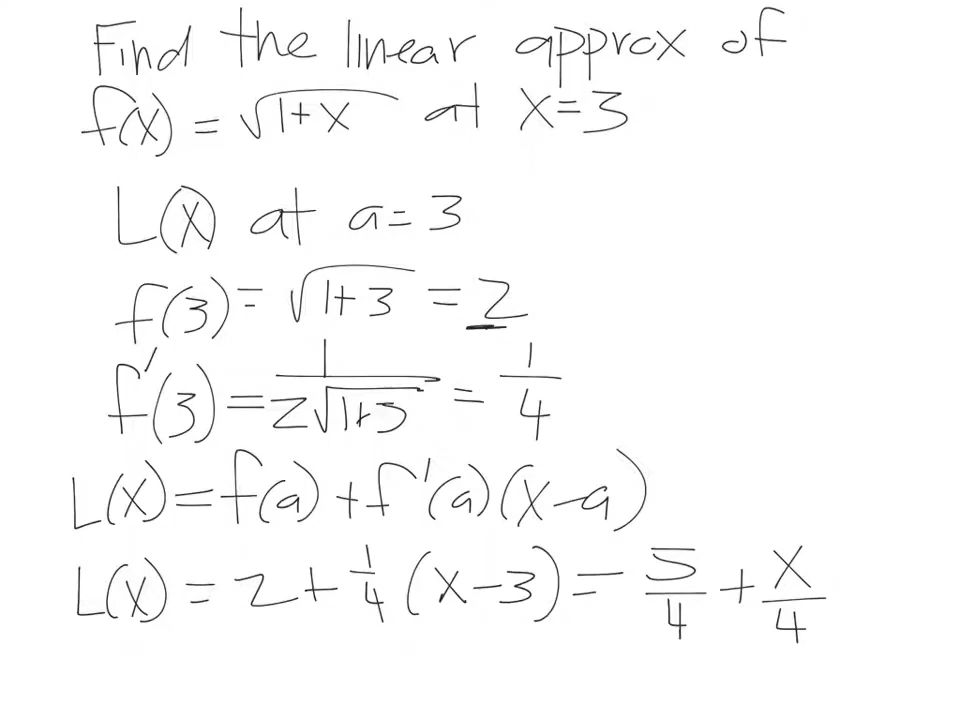 Find the linear approx of
f(x) = √1+x at x=3
L(x) at a=3
f(3) = √1+3 = 2
f'(3) = 1/2√1+3 = 1/4
L(x) = f(a) + f'(a)(x-a)
L(x) = 2 + 1/4 (x-3) = 5/4 + x/4